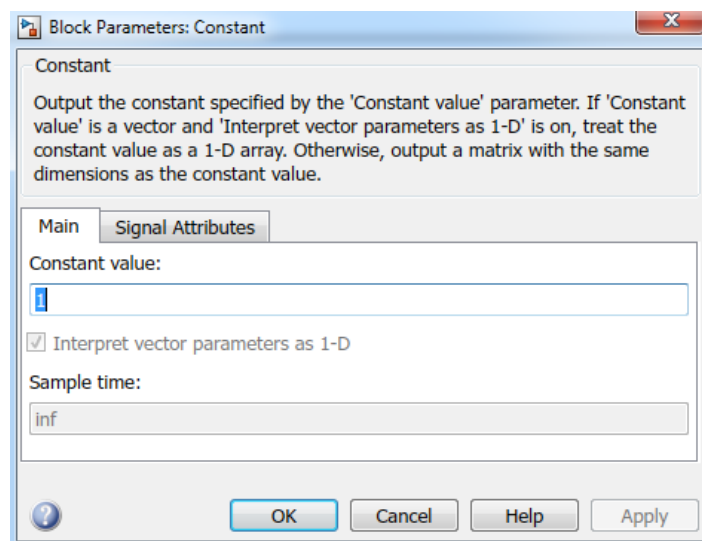 Block Parameters: Constant
Constant
Output the constant specified by the 'Constant value' parameter. If 'Constant
value' is a vector and 'Interpret vector parameters as 1-D' is on, treat the
constant value as a 1-D array. Otherwise, output a matrix with the same
dimensions as the constant value.
Main Signal Attributes
Constant value:
1
Interpret vector parameters as 1-D
Sample time:
inf
OK Cancel Help Apply